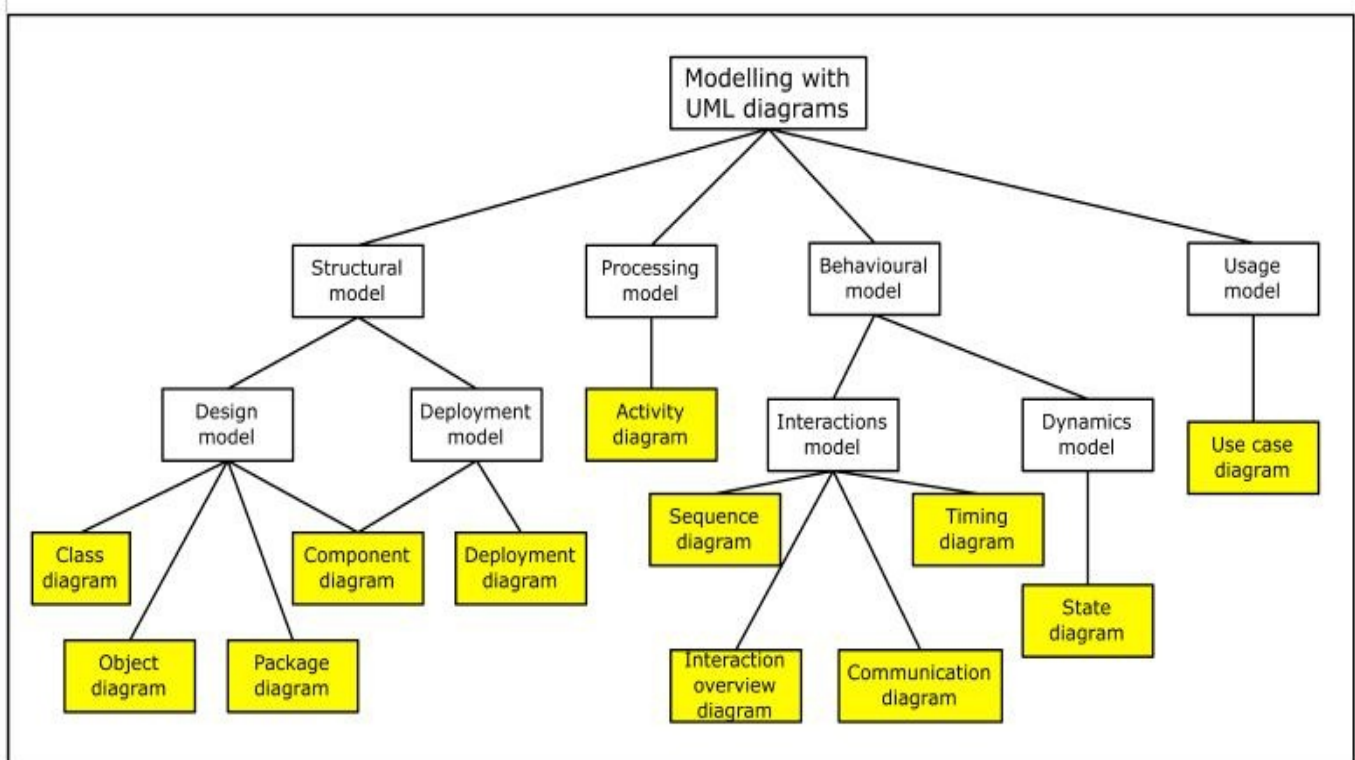 Modelling with
UML diagrams
Structural
model
Processing
model
Behavioural
model
Usage
model
Design
model
Deployment
model
Activity
diagram
Interactions
model
Dynamics
model
Use case
diagram
Class
diagram
Component
diagram
Deployment
diagram
Sequence
diagram
Timing
diagram
State
diagram
Object
diagram
Package
diagram
Interaction
overview
diagram
Communication
diagram